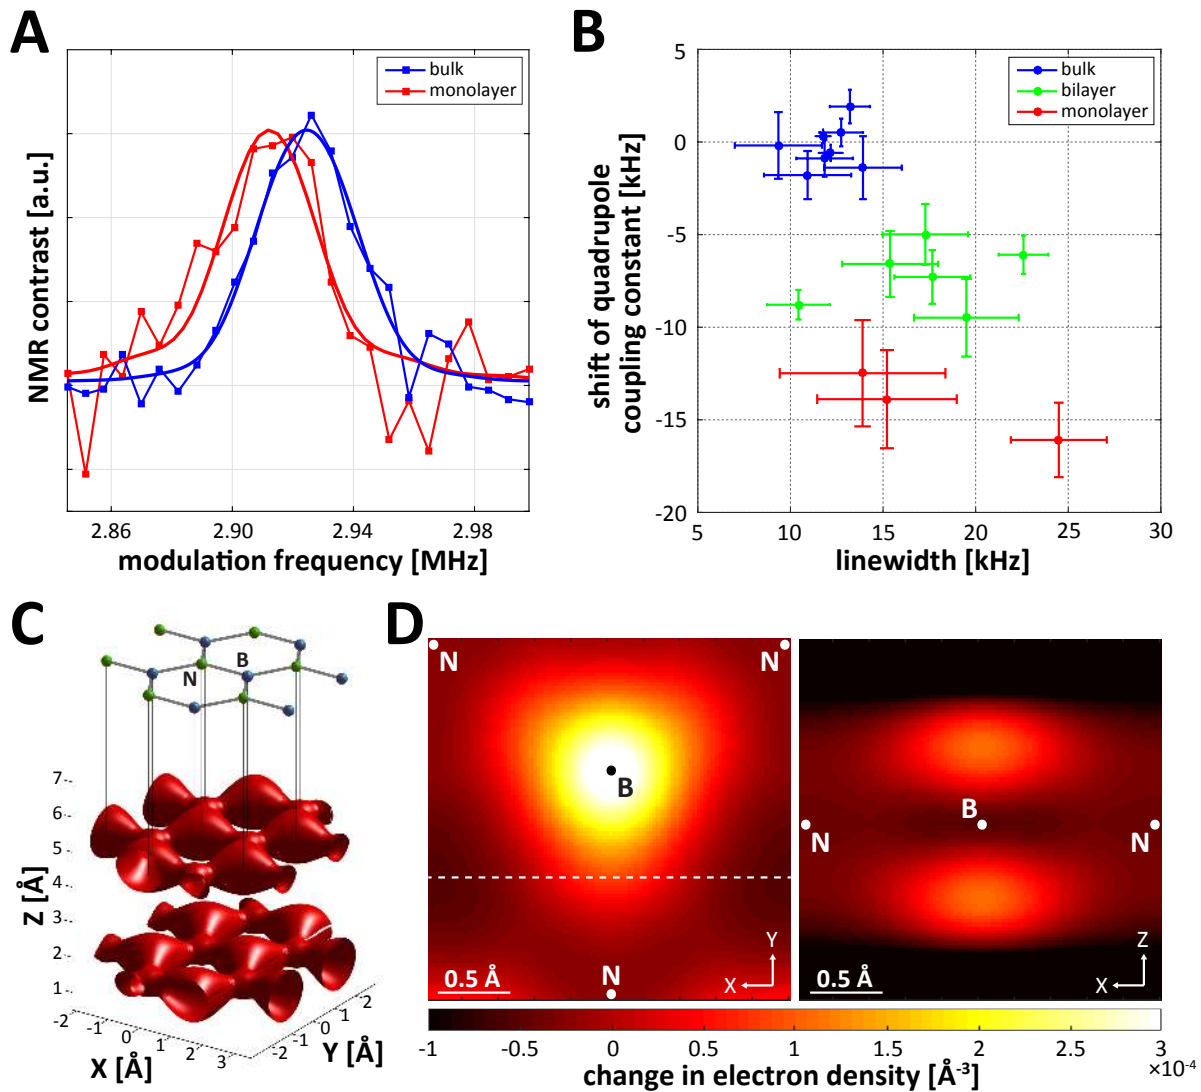 A
bulk
monolayer
NMR contrast [a.u.]
2.86
2.90
2.94
2.98
modulation frequency [MHz]
B
bulk
bilayer
monolayer
shift of quadrupole
coupling constant [kHz]
5
0
-5
-10
-15
-20
5
10
15
20
25
30
linewidth [kHz]
C
N
B
7
6
5
4
3
2
1
Z [Å]
-2
-1
0
1
2
3
X [Å]
-2
-1
0
1
2
Y [Å]
D
N
N
B
N
0.5 Å
Y
X
B
N
N
0.5 Å
Z
X
-1
-0.5
0
0.5
1
1.5
2
2.5
3
×10⁻⁴
change in electron density [Å⁻³]